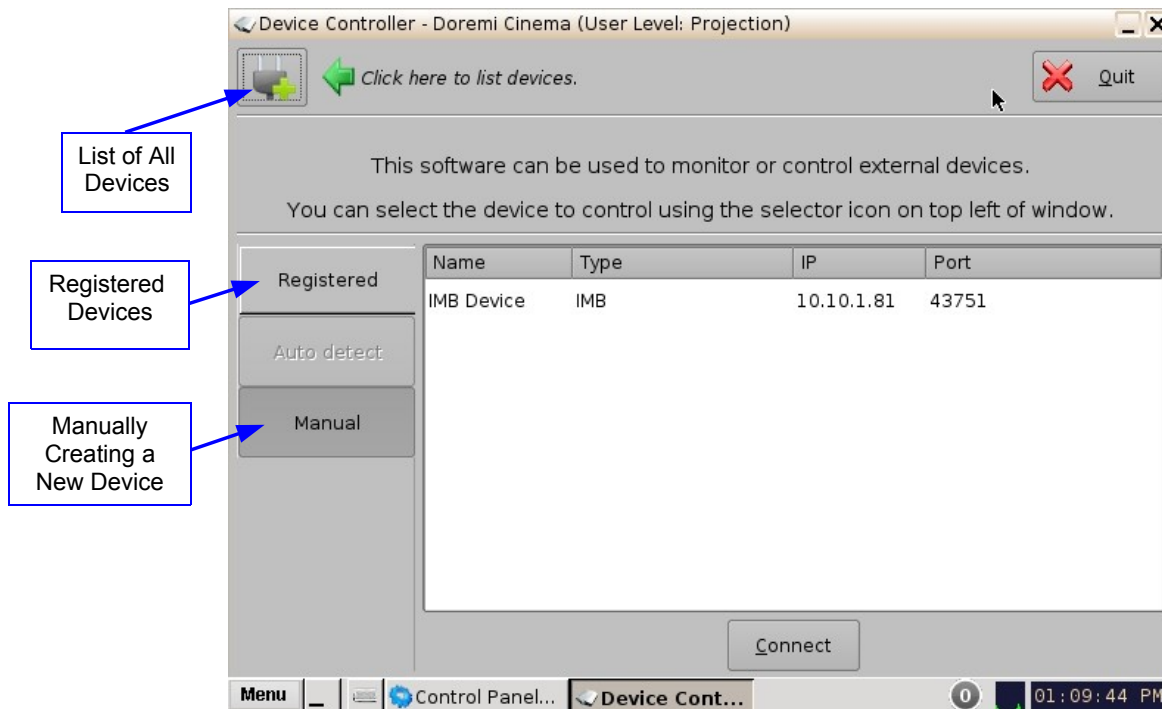 Device Controller - Doremi Cinema (User Level: Projection)
Click here to list devices.
Quit
List of All
Devices
This software can be used to monitor or control external devices.
You can select the device to control using the selector icon on top left of window.
Registered
Devices
Registered
Auto detect
Manual
Manually
Creating a
New Device
Name Type IP Port
IMB Device IMB 10.10.1.81 43751
Connect
Menu _ Control Panel... Device Cont... 0 01:09:44 PM